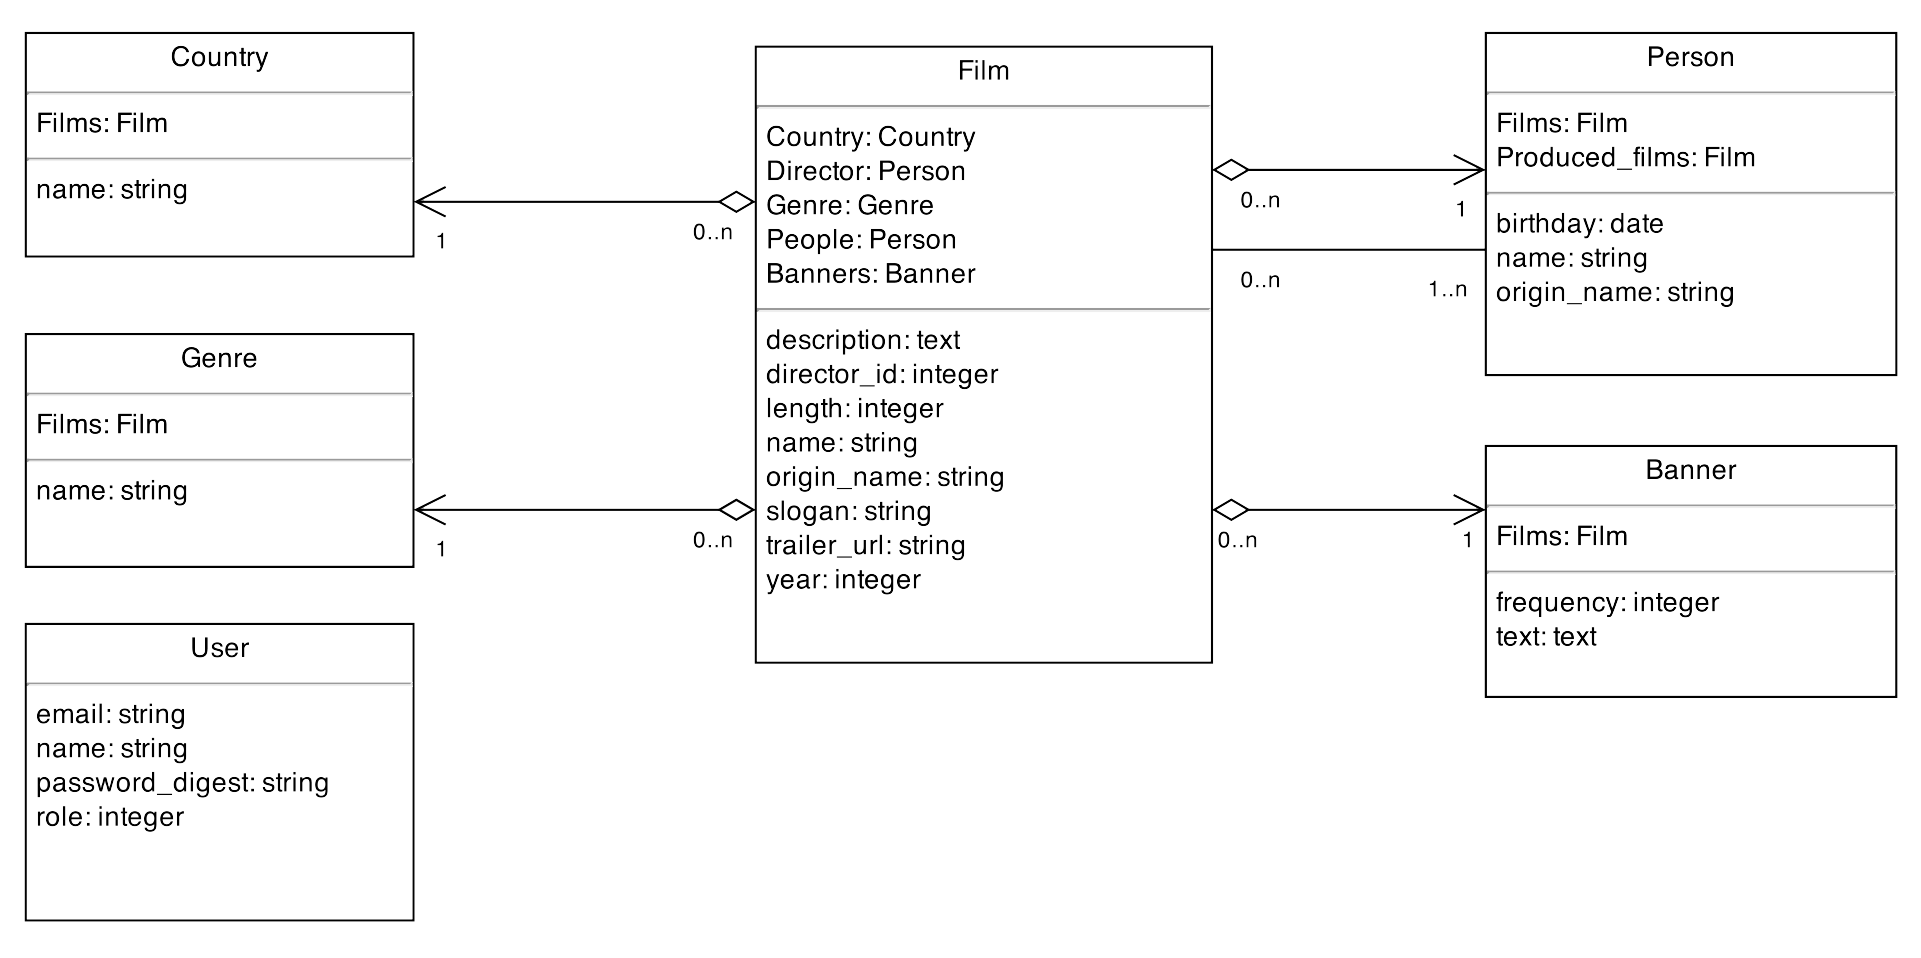 Country
Films: Film
name: string
1
0..n
Genre
Films: Film
name: string
1
0..n
User
email: string
name: string
password_digest: string
role: integer
Film
Country: Country
Director: Person
Genre: Genre
People: Person
Banners: Banner
description: text
director_id: integer
length: integer
name: string
origin_name: string
slogan: string
trailer_url: string
year: integer
0..n
1
0..n
1..n
0..n
1
Person
Films: Film
Produced_films: Film
birthday: date
name: string
origin_name: string
Banner
Films: Film
frequency: integer
text: text